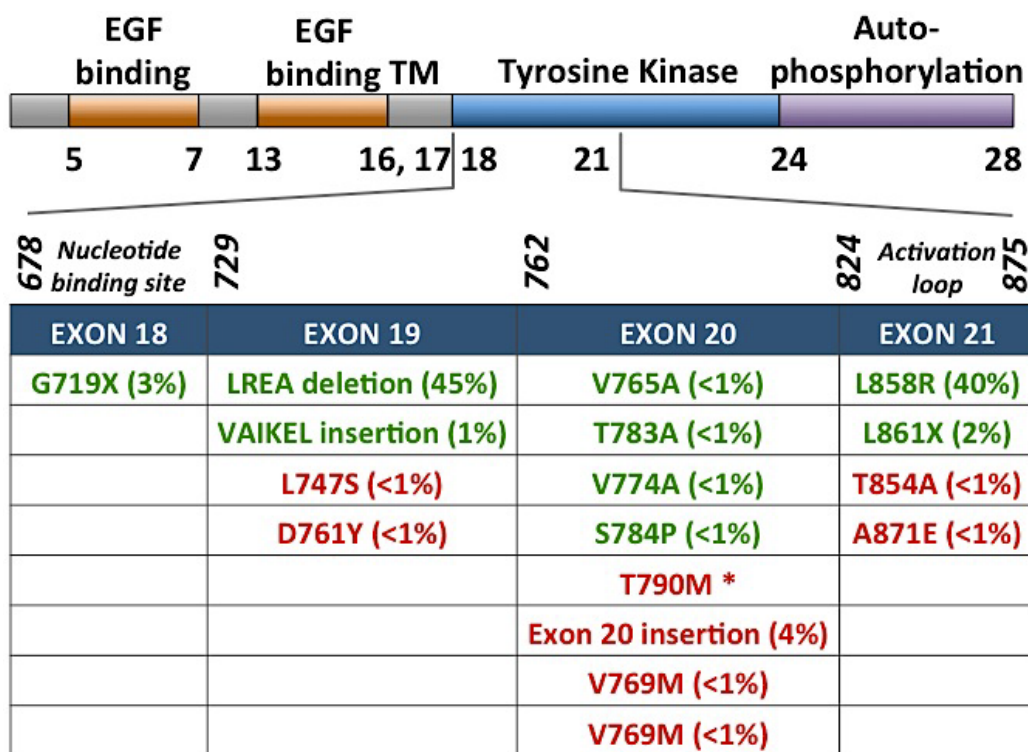 EGF binding
EGF binding TM
Tyrosine Kinase
Auto-phosphorylation
5 7 13 16, 17 18 21 24 28
678 Nucleotide binding site 729 762 824 Activation loop 875
EXON 18 EXON 19 EXON 20 EXON 21
G719X (3%) LREA deletion (45%) V765A (<1%) L858R (40%)
VAIKEL insertion (1%) T783A (<1%) L861X (2%)
L747S (<1%) V774A (<1%) T854A (<1%)
D761Y (<1%) S784P (<1%) A871E (<1%)
T790M *
Exon 20 insertion (4%)
V769M (<1%)
V769M (<1%)